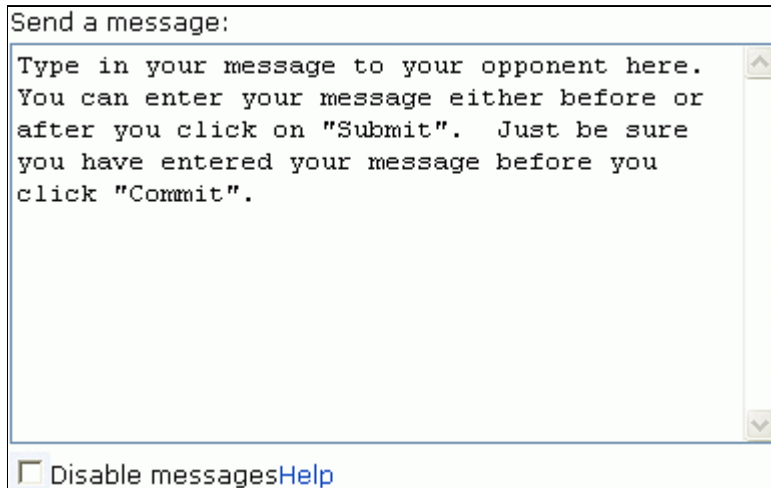 Send a message:
Type in your message to your opponent here.
You can enter your message either before or
after you click on "Submit".  Just be sure
you have entered your message before you
click "Commit".
Disable messagesHelp